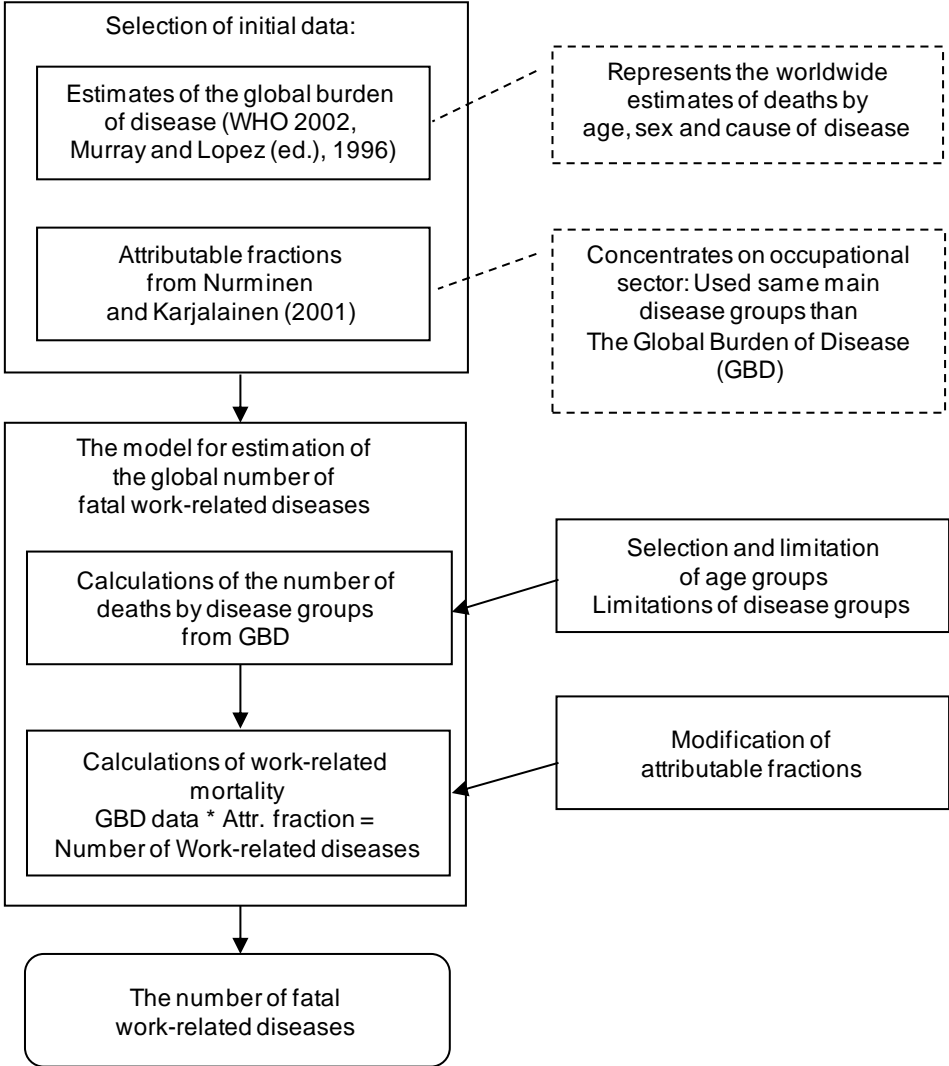 Selection of initial data:
Estimates of the global burden
of disease (WHO 2002,
Murray and Lopez (ed.), 1996)
Represents the worldwide
estimates of deaths by
age, sex and cause of disease
Attributable fractions
from Nurminen
and Karjalainen (2001)
Concentrates on occupational
sector: Used same main
disease groups than
The Global Burden of Disease
(GBD)
The model for estimation of
the global number of
fatal work-related diseases
Calculations of the number of
deaths by disease groups
from GBD
Selection and limitation
of age groups
Limitations of disease groups
Calculations of work-related
mortality
GBD data * Attr. fraction =
Number of Work-related diseases
Modification of
attributable fractions
The number of fatal
work-related diseases